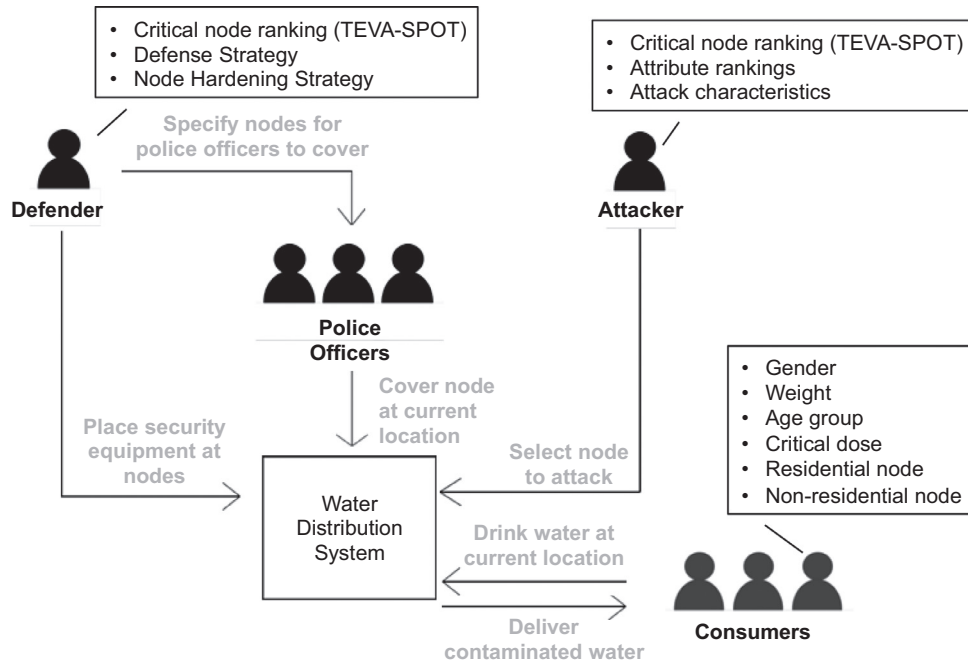 • Critical node ranking (TEVA-SPOT)
• Defense Strategy
• Node Hardening Strategy
• Critical node ranking (TEVA-SPOT)
• Attribute rankings
• Attack characteristics
Specify nodes for
police officers to cover
Defender
Attacker
Police
Officers
• Gender
• Weight
• Age group
• Critical dose
• Residential node
• Non-residential node
Cover node
at current
location
Place security
equipment at
nodes
Select node
to attack
Water
Distribution
System
Drink water at
current location
Deliver
contaminated water
Consumers